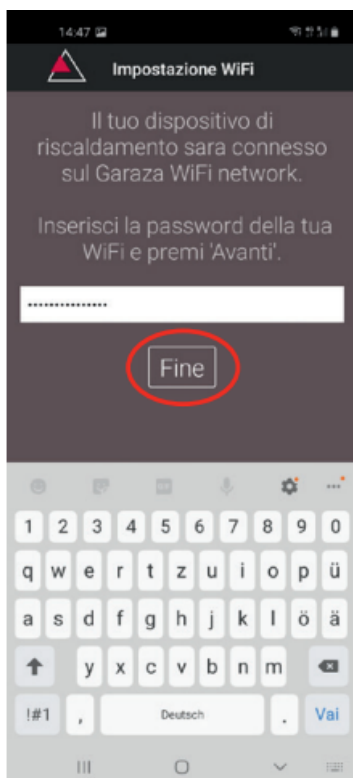 14:47
Impostazione WiFi
Il tuo dispositivo di
riscaldamento sara connesso
sul Garaza WiFi network.
Inserisci la password della tua
WiFi e premi 'Avanti'.
Fine
1 2 3 4 5 6 7 8 9 0
q w e r t z u i o p ü
a s d f g h j k l ö ä
y x c v b n m
!#1 , Deutsch . Vai